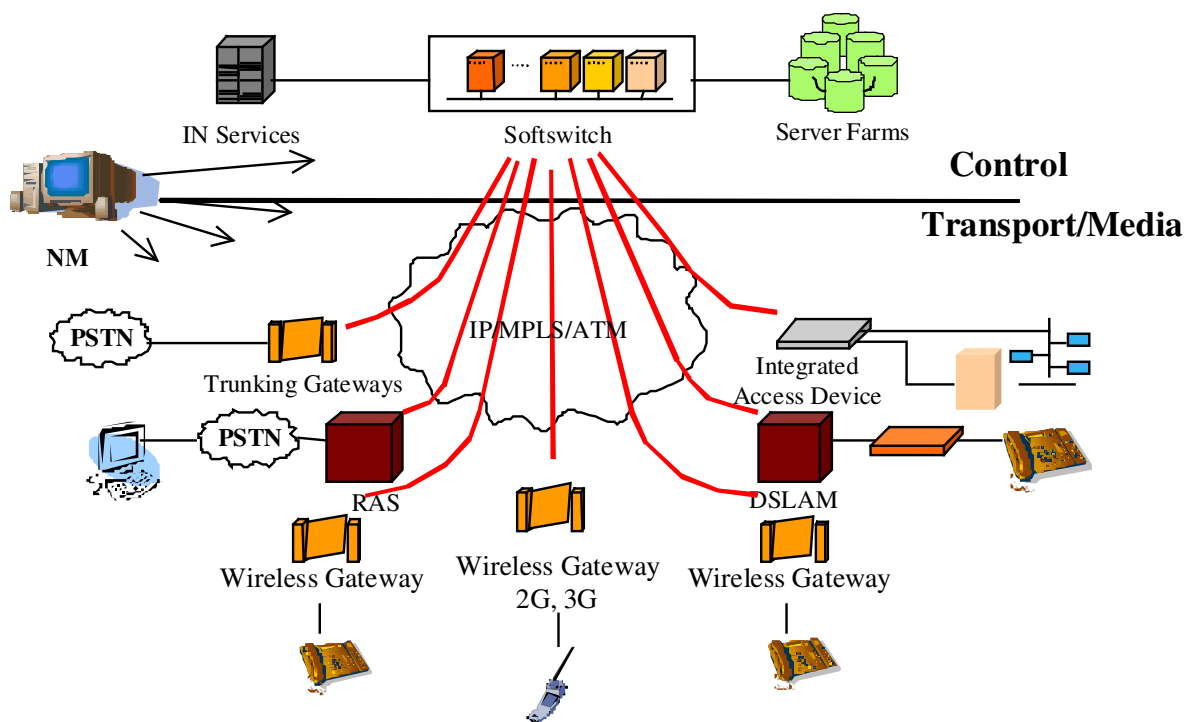 IN Services
Softswitch
Server Farms
Control
Transport/Media
NM
PSTN
IP/MPLS/ATM
Trunking Gateways
Integrated
Access Device
PSTN
RAS
DSLAM
Wireless Gateway
Wireless Gateway
2G, 3G
Wireless Gateway